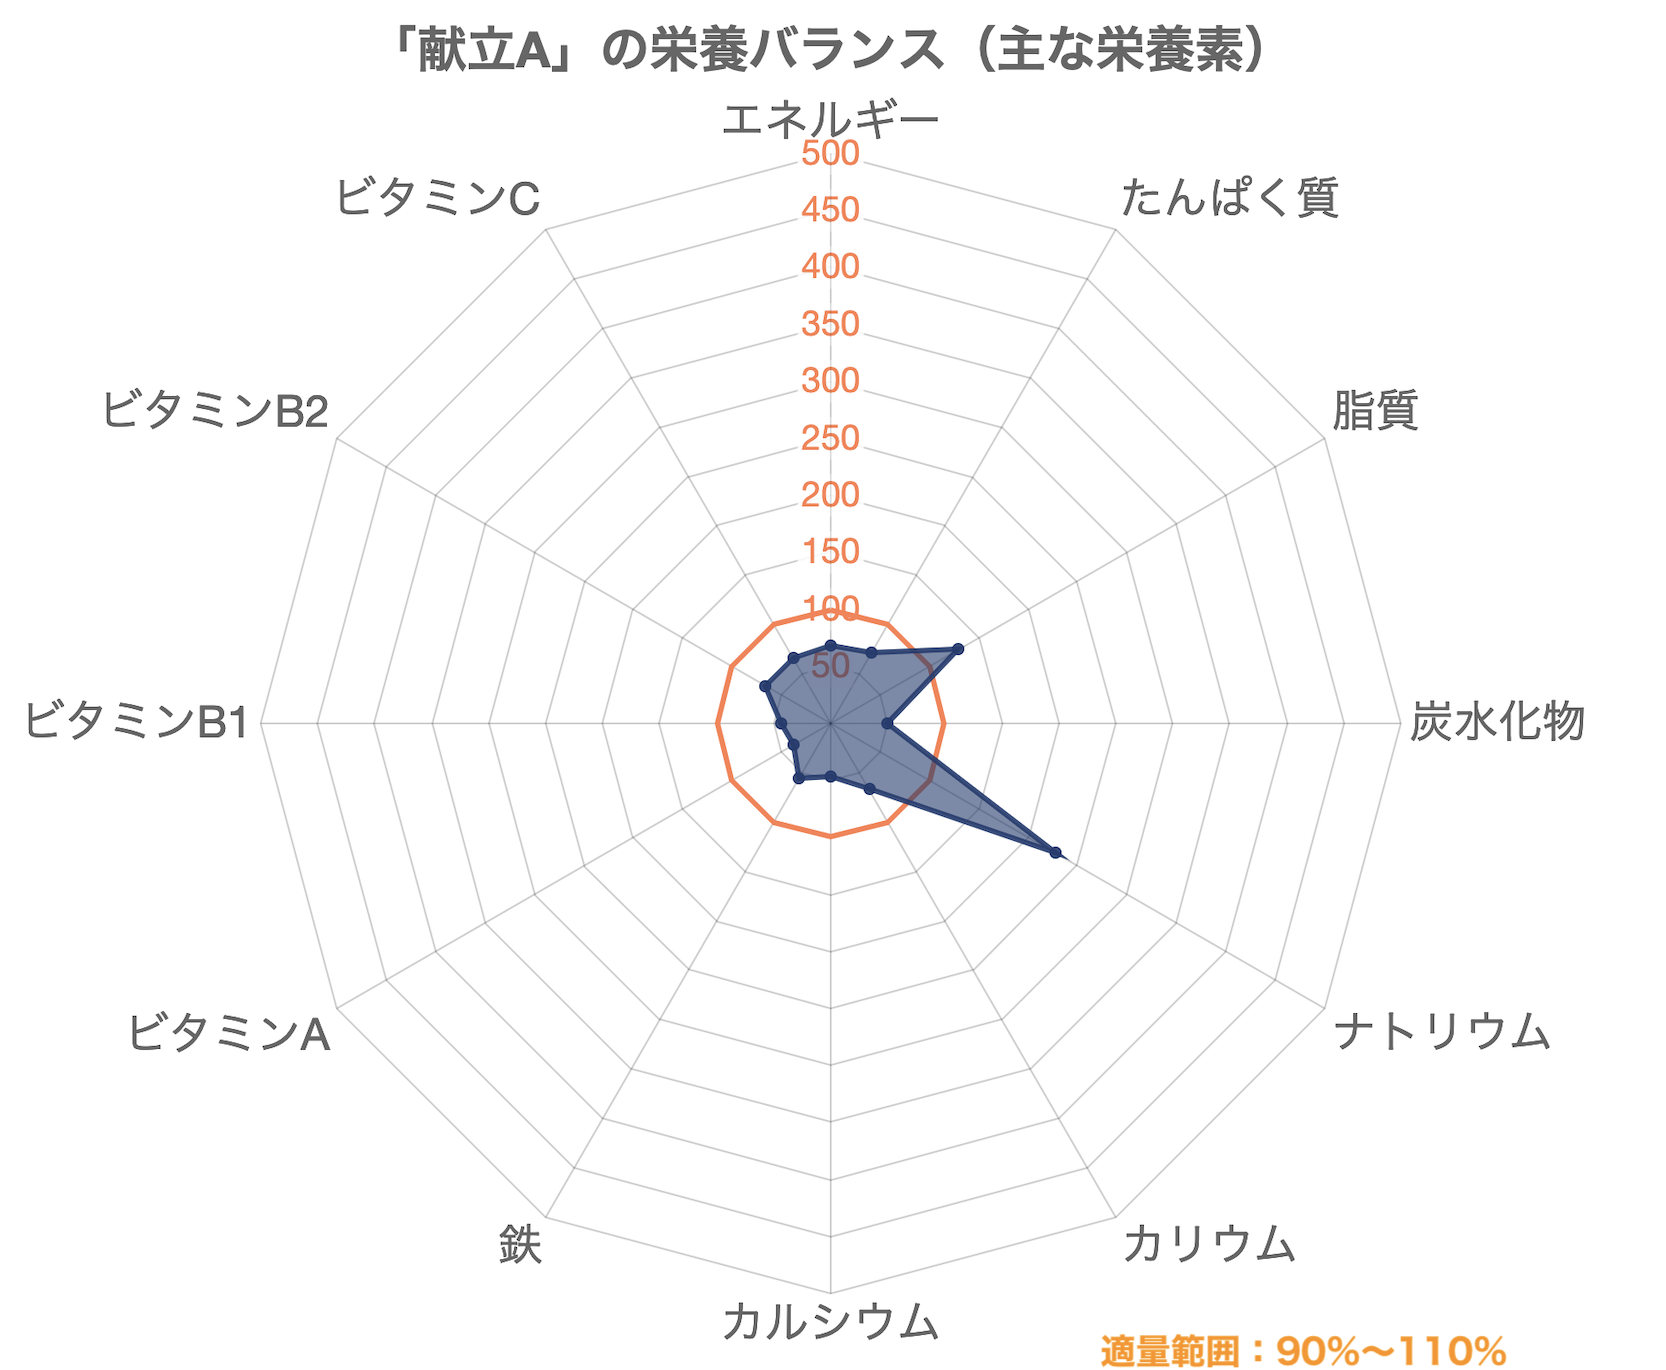 「献立A」の栄養バランス（主な栄養素）
エネルギー
500
ビタミンC
たんぱく質
450
400
350
300
ビタミンB2
脂質
250
200
150
100
50
ビタミンB1
炭水化物
ビタミンA
ナトリウム
鉄
カリウム
カルシウム
適量範囲：90%〜110%